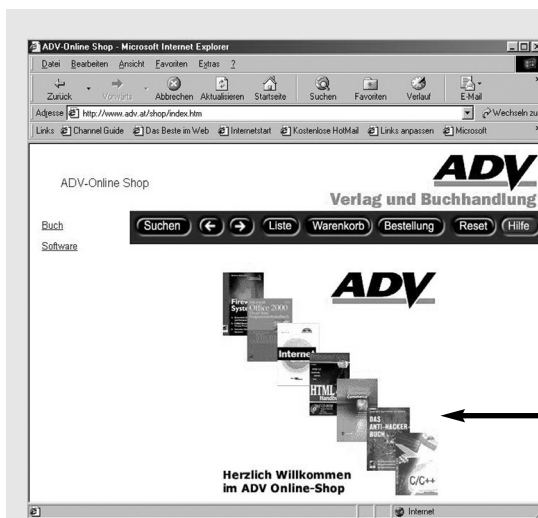 ADV-Online Shop - Microsoft Internet Explorer
Datei Bearbeiten Ansicht Favoriten Extras ?
Zurück Vorwärts Abbrechen Aktualisieren Startseite Suchen Favoriten Verlauf E-Mail
Adresse http://www.adv.at/shop/index.htm Wechseln zu
Links Channel Guide Das Beste im Web Internetstart Kostenlose HotMail Links anpassen Microsoft
ADV
ADV-Online Shop
Verlag und Buchhandlung
Buch
Suchen Liste Warenkorb Bestellung Reset Hilfe
Software
ADV
Office 2000
Internet
HTML
Handbuch
DAS
ANTI-HACKER-
BUCH
C/C++
Herzlich Willkommen
im ADV Online-Shop
Internet